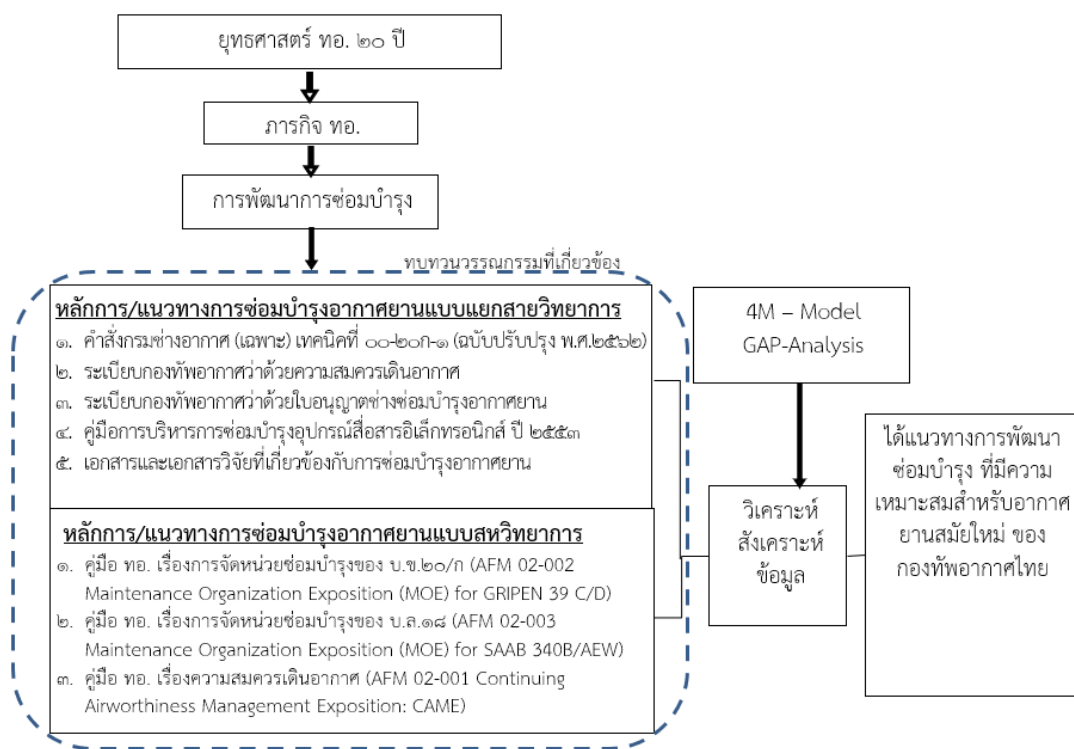 ยุทธศาสตร์ ทอ. ๒๐ ปี
ภารกิจ ทอ.
การพัฒนาการซ่อมบำรุง
ทบทวนวรรณกรรมที่เกี่ยวข้อง
หลักการ/แนวทางการซ่อมบำรุงอากาศยานแบบแยกสายวิทยาการ
๑. คำสั่งกรมช่างอากาศ (เฉพาะ) เทคนิคที่ ๐๐-๒๐ก-๑ (ฉบับปรับปรุง พ.ศ.๒๕๖๒)
๒. ระเบียบกองทัพอากาศว่าด้วยความสมควรเดินอากาศ
๓. ระเบียบกองทัพอากาศว่าด้วยใบอนุญาตช่างซ่อมบำรุงอากาศยาน
๔. คู่มือการบริหารการซ่อมบำรุงอุปกรณ์สื่อสารอิเล็กทรอนิกส์ ปี ๒๕๕๓
๕. เอกสารและเอกสารวิจัยที่เกี่ยวข้องกับการซ่อมบำรุงอากาศยาน
หลักการ/แนวทางการซ่อมบำรุงอากาศยานแบบสหวิทยาการ
๑. คู่มือ ทอ. เรื่องการจัดหน่วยซ่อมบำรุงของ บ.ข.๒๐/ก (AFM 02-002
Maintenance Organization Exposition (MOE) for GRIPEN 39 C/D)
๒. คู่มือ ทอ. เรื่องการจัดหน่วยซ่อมบำรุงของ บ.ล.๑๘ (AFM 02-003
Maintenance Organization Exposition (MOE) for SAAB 340B/AEW)
๓. คู่มือ ทอ. เรื่องความสมควรเดินอากาศ (AFM 02-001 Continuing
Airworthiness Management Exposition: CAME)
4M – Model
GAP-Analysis
วิเคราะห์
สังเคราะห์
ข้อมูล
ได้แนวทางการพัฒนา
ซ่อมบำรุง ที่มีความ
เหมาะสมสำหรับอากาศ
ยานสมัยใหม่ ของ
กองทัพอากาศไทย